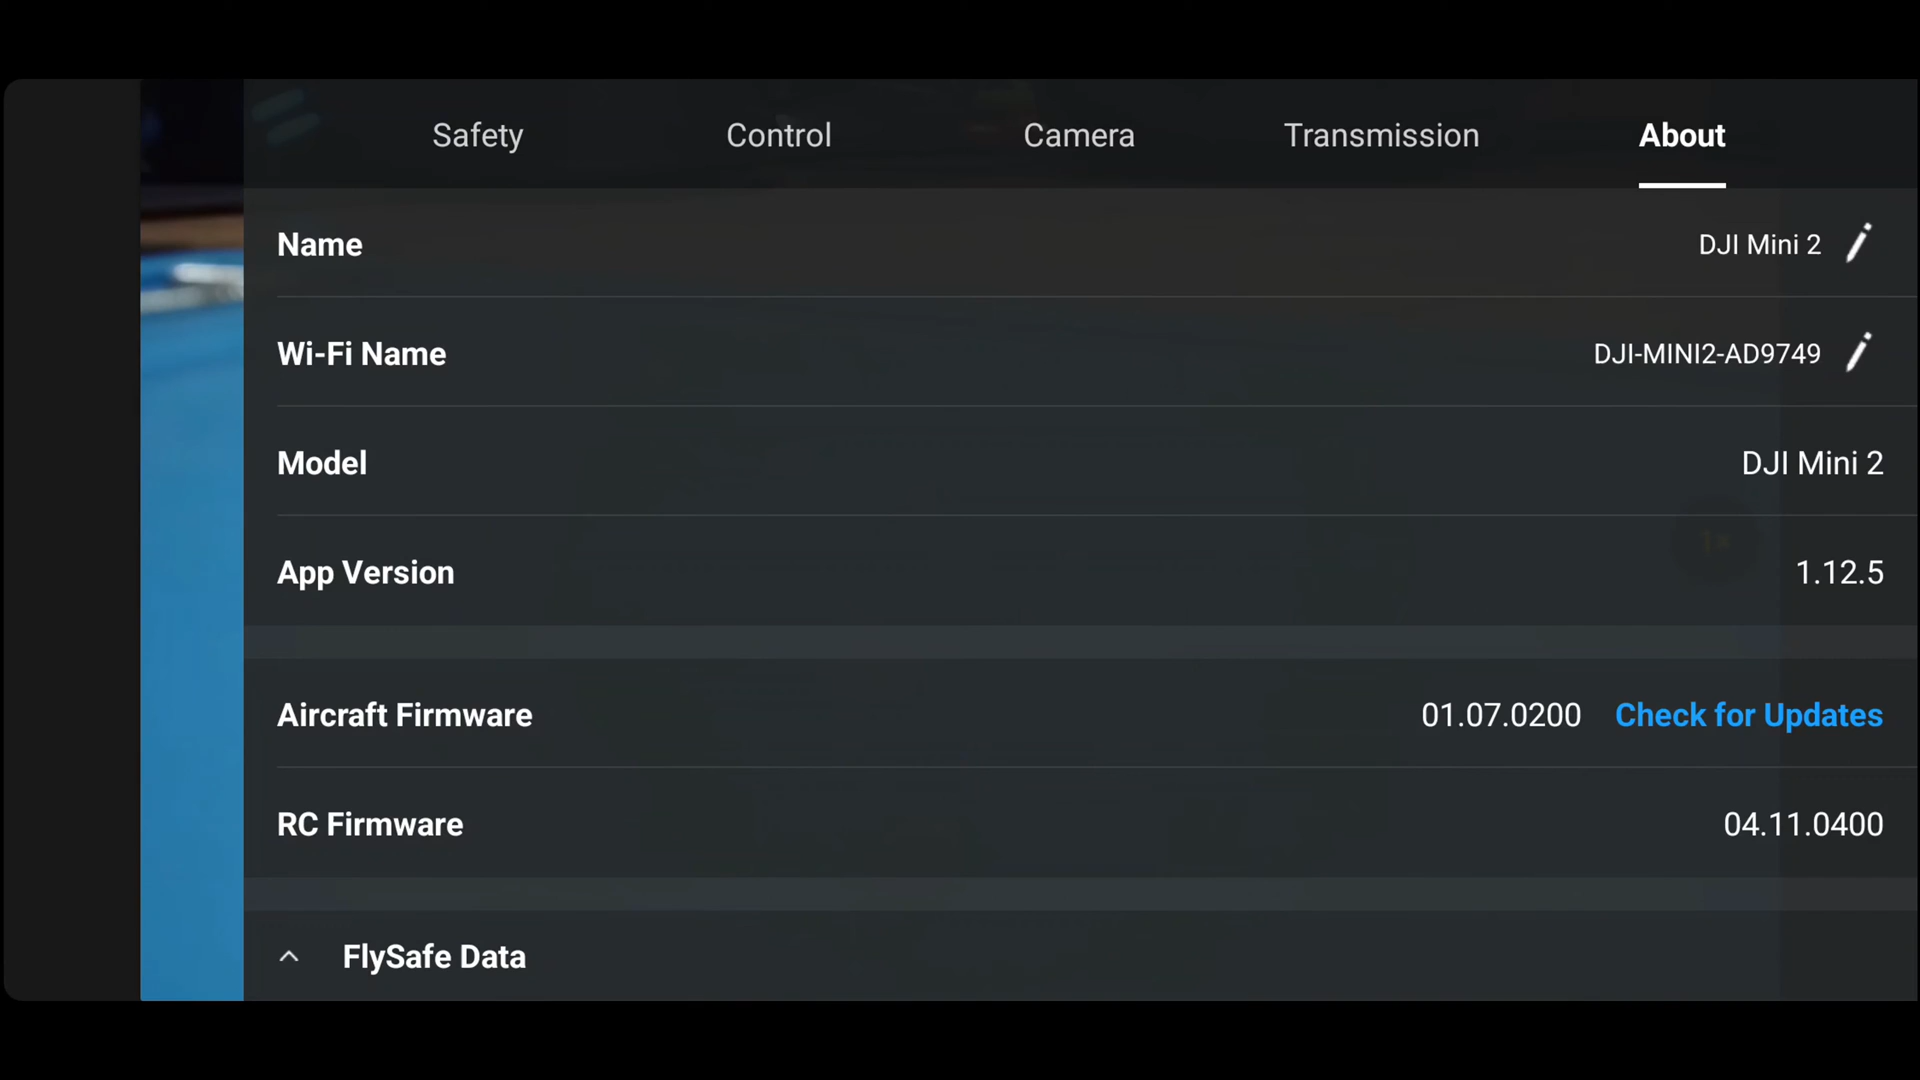 Safety Control Camera Transmission About
Name DJI Mini 2
Wi-Fi Name DJI-MINI2-AD9749
Model DJI Mini 2
App Version 1.12.5
Aircraft Firmware 01.07.0200 Check for Updates
RC Firmware 04.11.0400
FlySafe Data